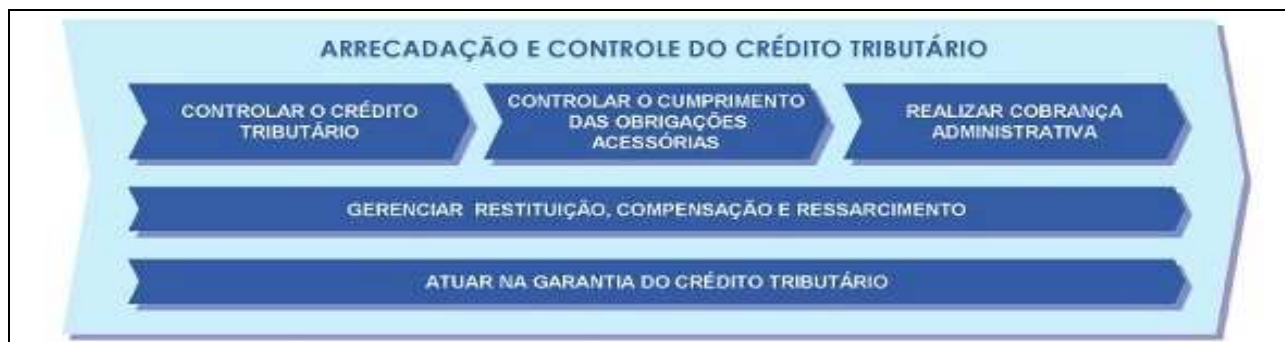 ARRECADAÇÃO E CONTROLE DO CRÉDITO TRIBUTÁRIO
CONTROLAR O CRÉDITO
TRIBUTÁRIO
CONTROLAR O CUMPRIMENTO
DAS OBRIGAÇÕES
ACESSÓRIAS
REALIZAR COBRANÇA
ADMINISTRATIVA
GERENCIAR RESTITUIÇÃO, COMPENSAÇÃO E RESSARCIMENTO
ATUAR NA GARANTIA DO CRÉDITO TRIBUTÁRIO